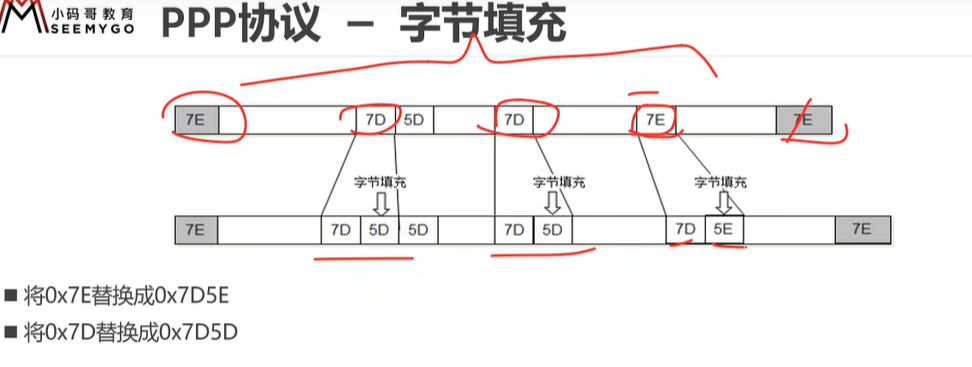 小码哥教育
SEEMYGO
PPP协议 － 字节填充
7E 7D 5D 7D 7E 7E
字节填充 字节填充 字节填充
7E 7D 5D 5D 7D 5D 7D 5E 7E
■ 将0x7E替换成0x7D5E
■ 将0x7D替换成0x7D5D